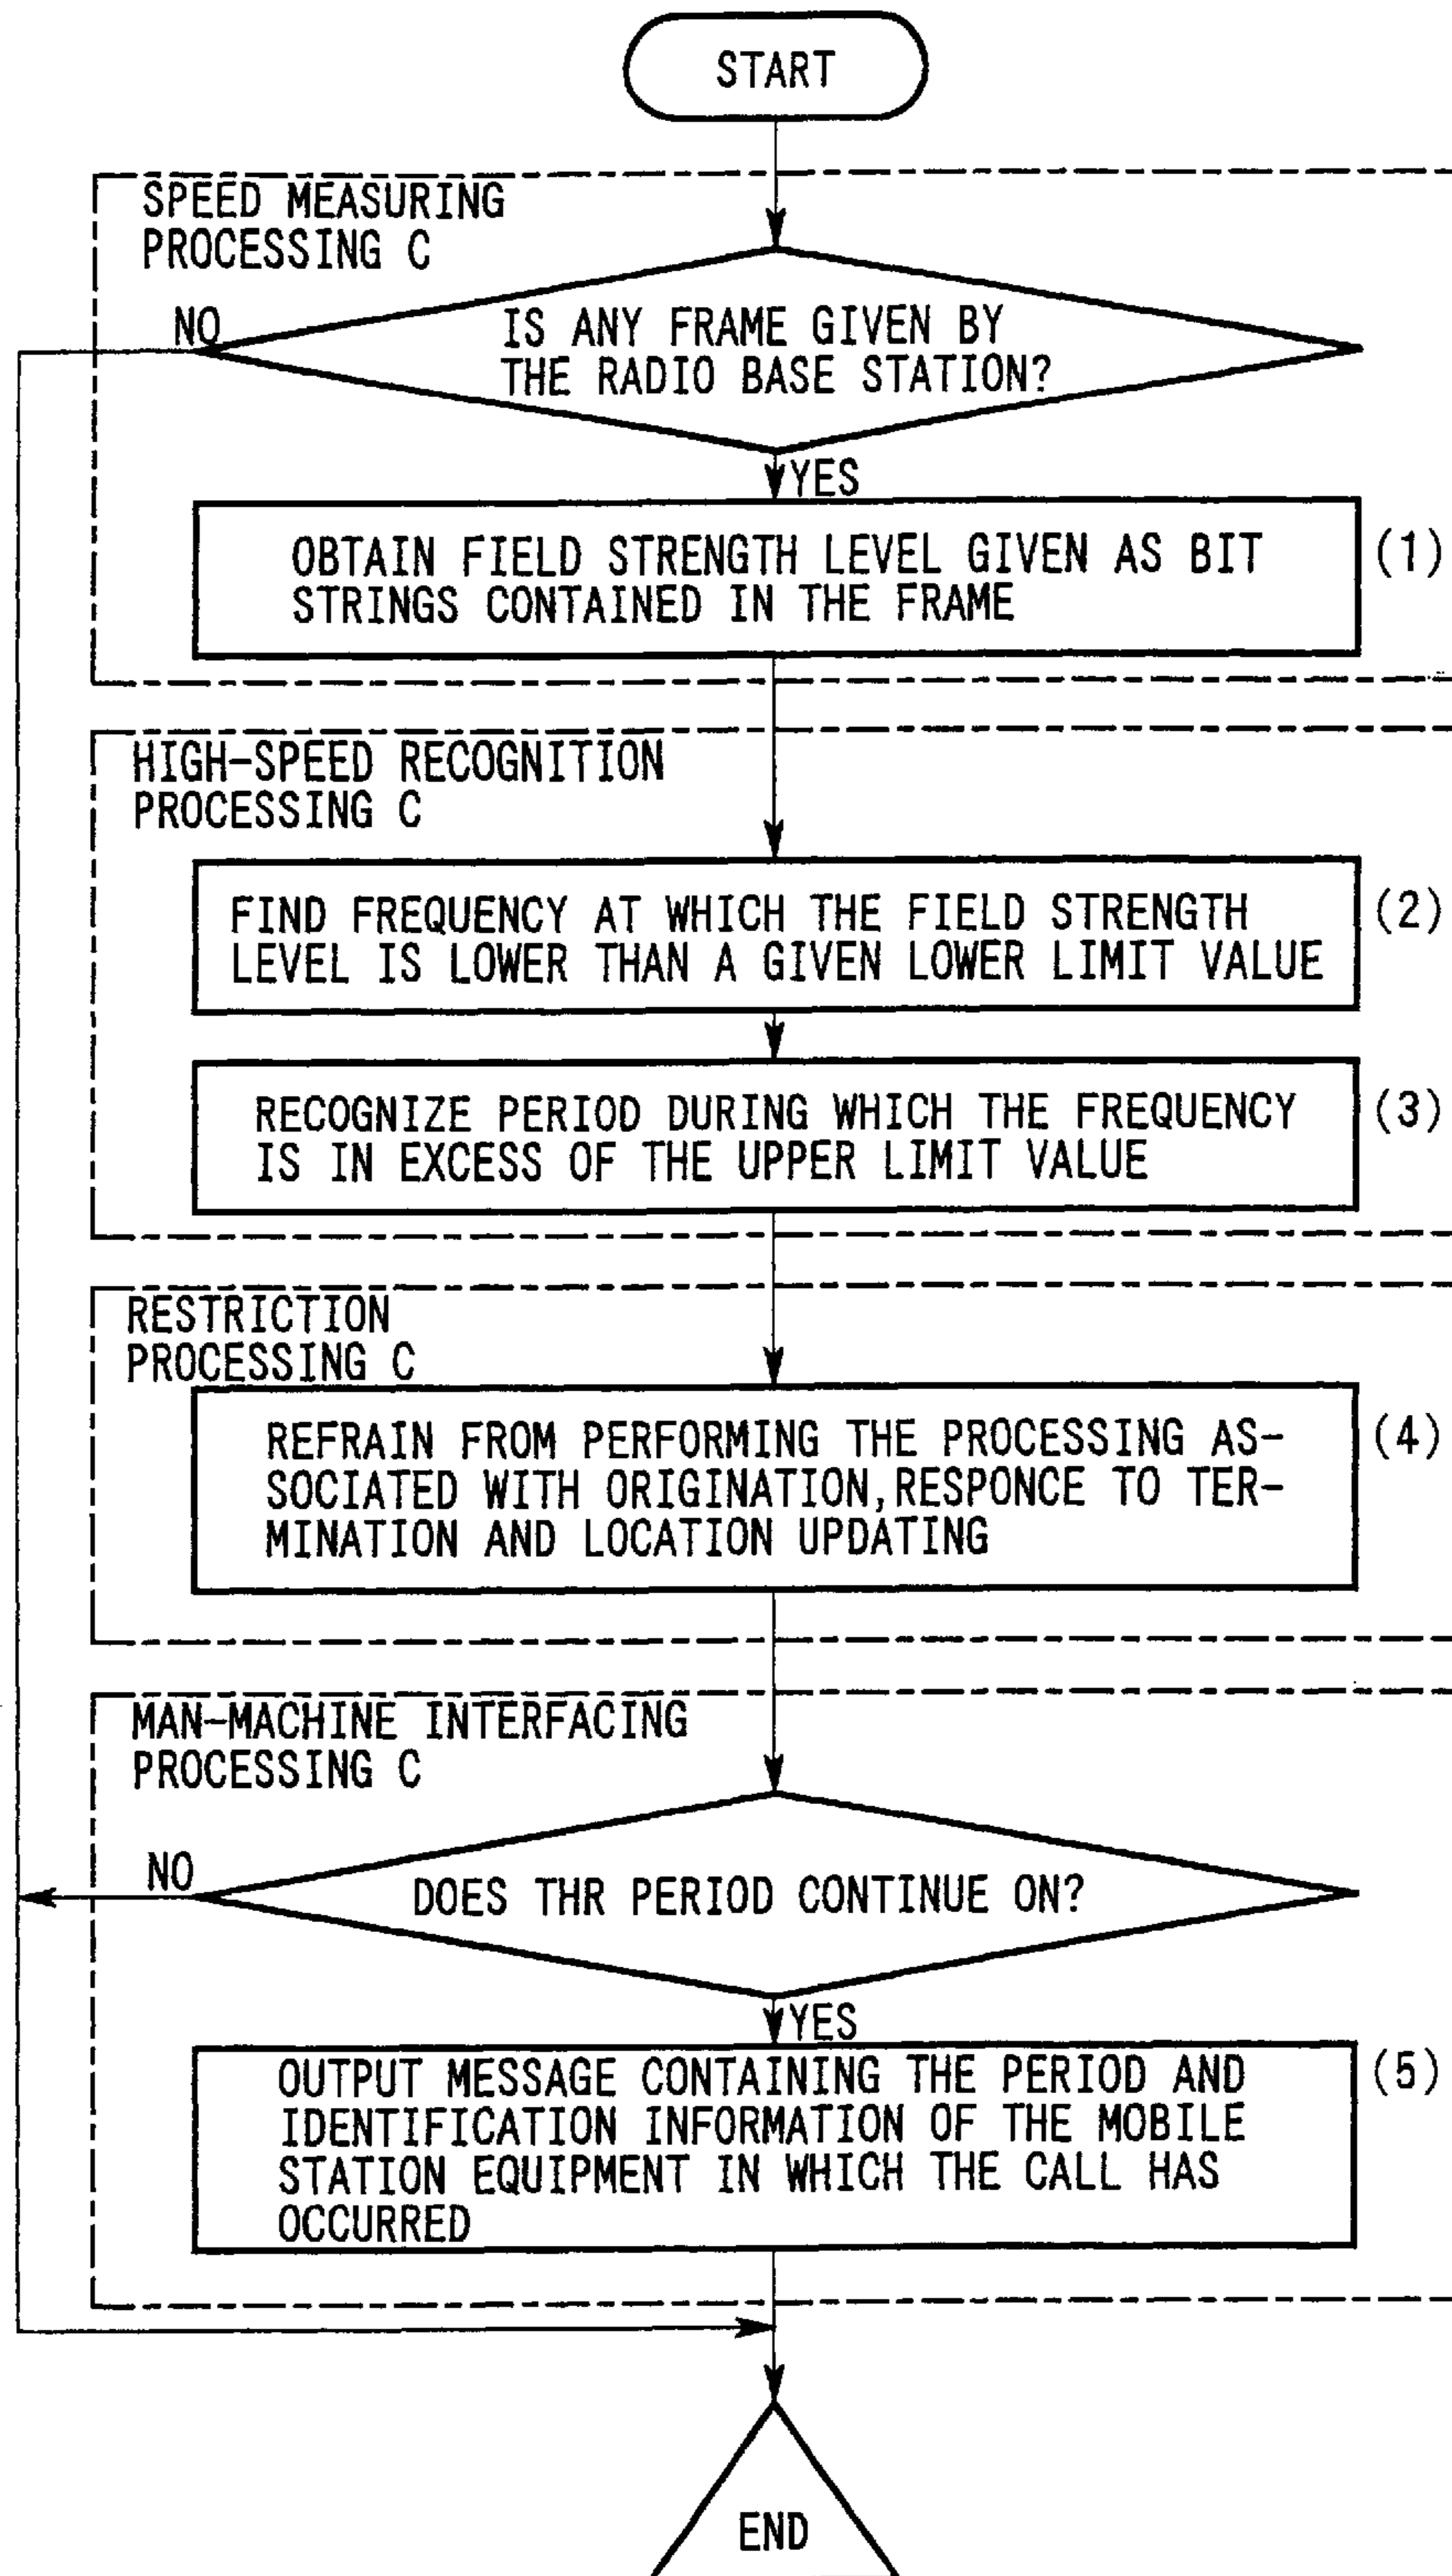 START
SPEED MEASURING
PROCESSING C
NO
IS ANY FRAME GIVEN BY
THE RADIO BASE STATION?
YES
OBTAIN FIELD STRENGTH LEVEL GIVEN AS BIT
STRINGS CONTAINED IN THE FRAME
(1)
HIGH-SPEED RECOGNITION
PROCESSING C
FIND FREQUENCY AT WHICH THE FIELD STRENGTH
LEVEL IS LOWER THAN A GIVEN LOWER LIMIT VALUE
(2)
RECOGNIZE PERIOD DURING WHICH THE FREQUENCY
IS IN EXCESS OF THE UPPER LIMIT VALUE
(3)
RESTRICTION
PROCESSING C
REFRAIN FROM PERFORMING THE PROCESSING AS-
SOCIATED WITH ORIGINATION,RESPONCE TO TER-
MINATION AND LOCATION UPDATING
(4)
MAN-MACHINE INTERFACING
PROCESSING C
NO
DOES THR PERIOD CONTINUE ON?
YES
OUTPUT MESSAGE CONTAINING THE PERIOD AND
IDENTIFICATION INFORMATION OF THE MOBILE
STATION EQUIPMENT IN WHICH THE CALL HAS
OCCURRED
(5)
END